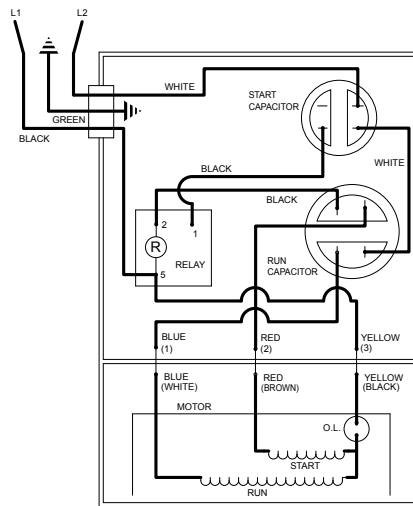 L1
L2
WHITE
GREEN
BLACK
START
CAPACITOR
BLACK
WHITE
BLACK
2
1
R
RELAY
5
RUN
CAPACITOR
BLUE
(1)
RED
(2)
YELLOW
(3)
BLUE
(WHITE)
RED
(BROWN)
YELLOW
(BLACK)
MOTOR
O.L.
START
RUN